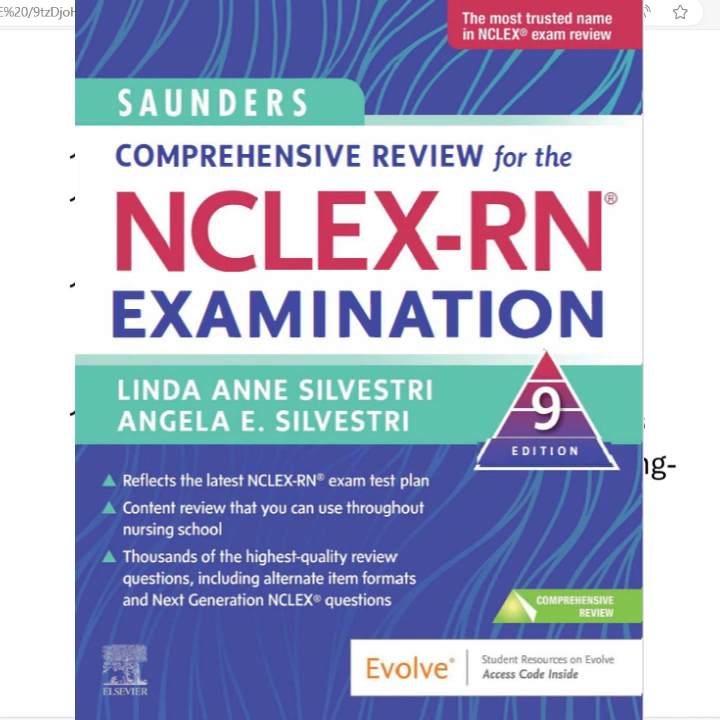 E%20/9tzDjoH
The most trusted name
in NCLEX® exam review
SAUNDERS
COMPREHENSIVE REVIEW for the
NCLEX-RN®
EXAMINATION
LINDA ANNE SILVESTRI
ANGELA E. SILVESTRI
9
EDITION
ng-
▲ Reflects the latest NCLEX-RN® exam test plan
▲ Content review that you can use throughout
nursing school
▲ Thousands of the highest-quality review
questions, including alternate item formats
and Next Generation NCLEX® questions
COMPREHENSIVE
REVIEW
ELSEVIER
Evolve®
Student Resources on Evolve
Access Code Inside